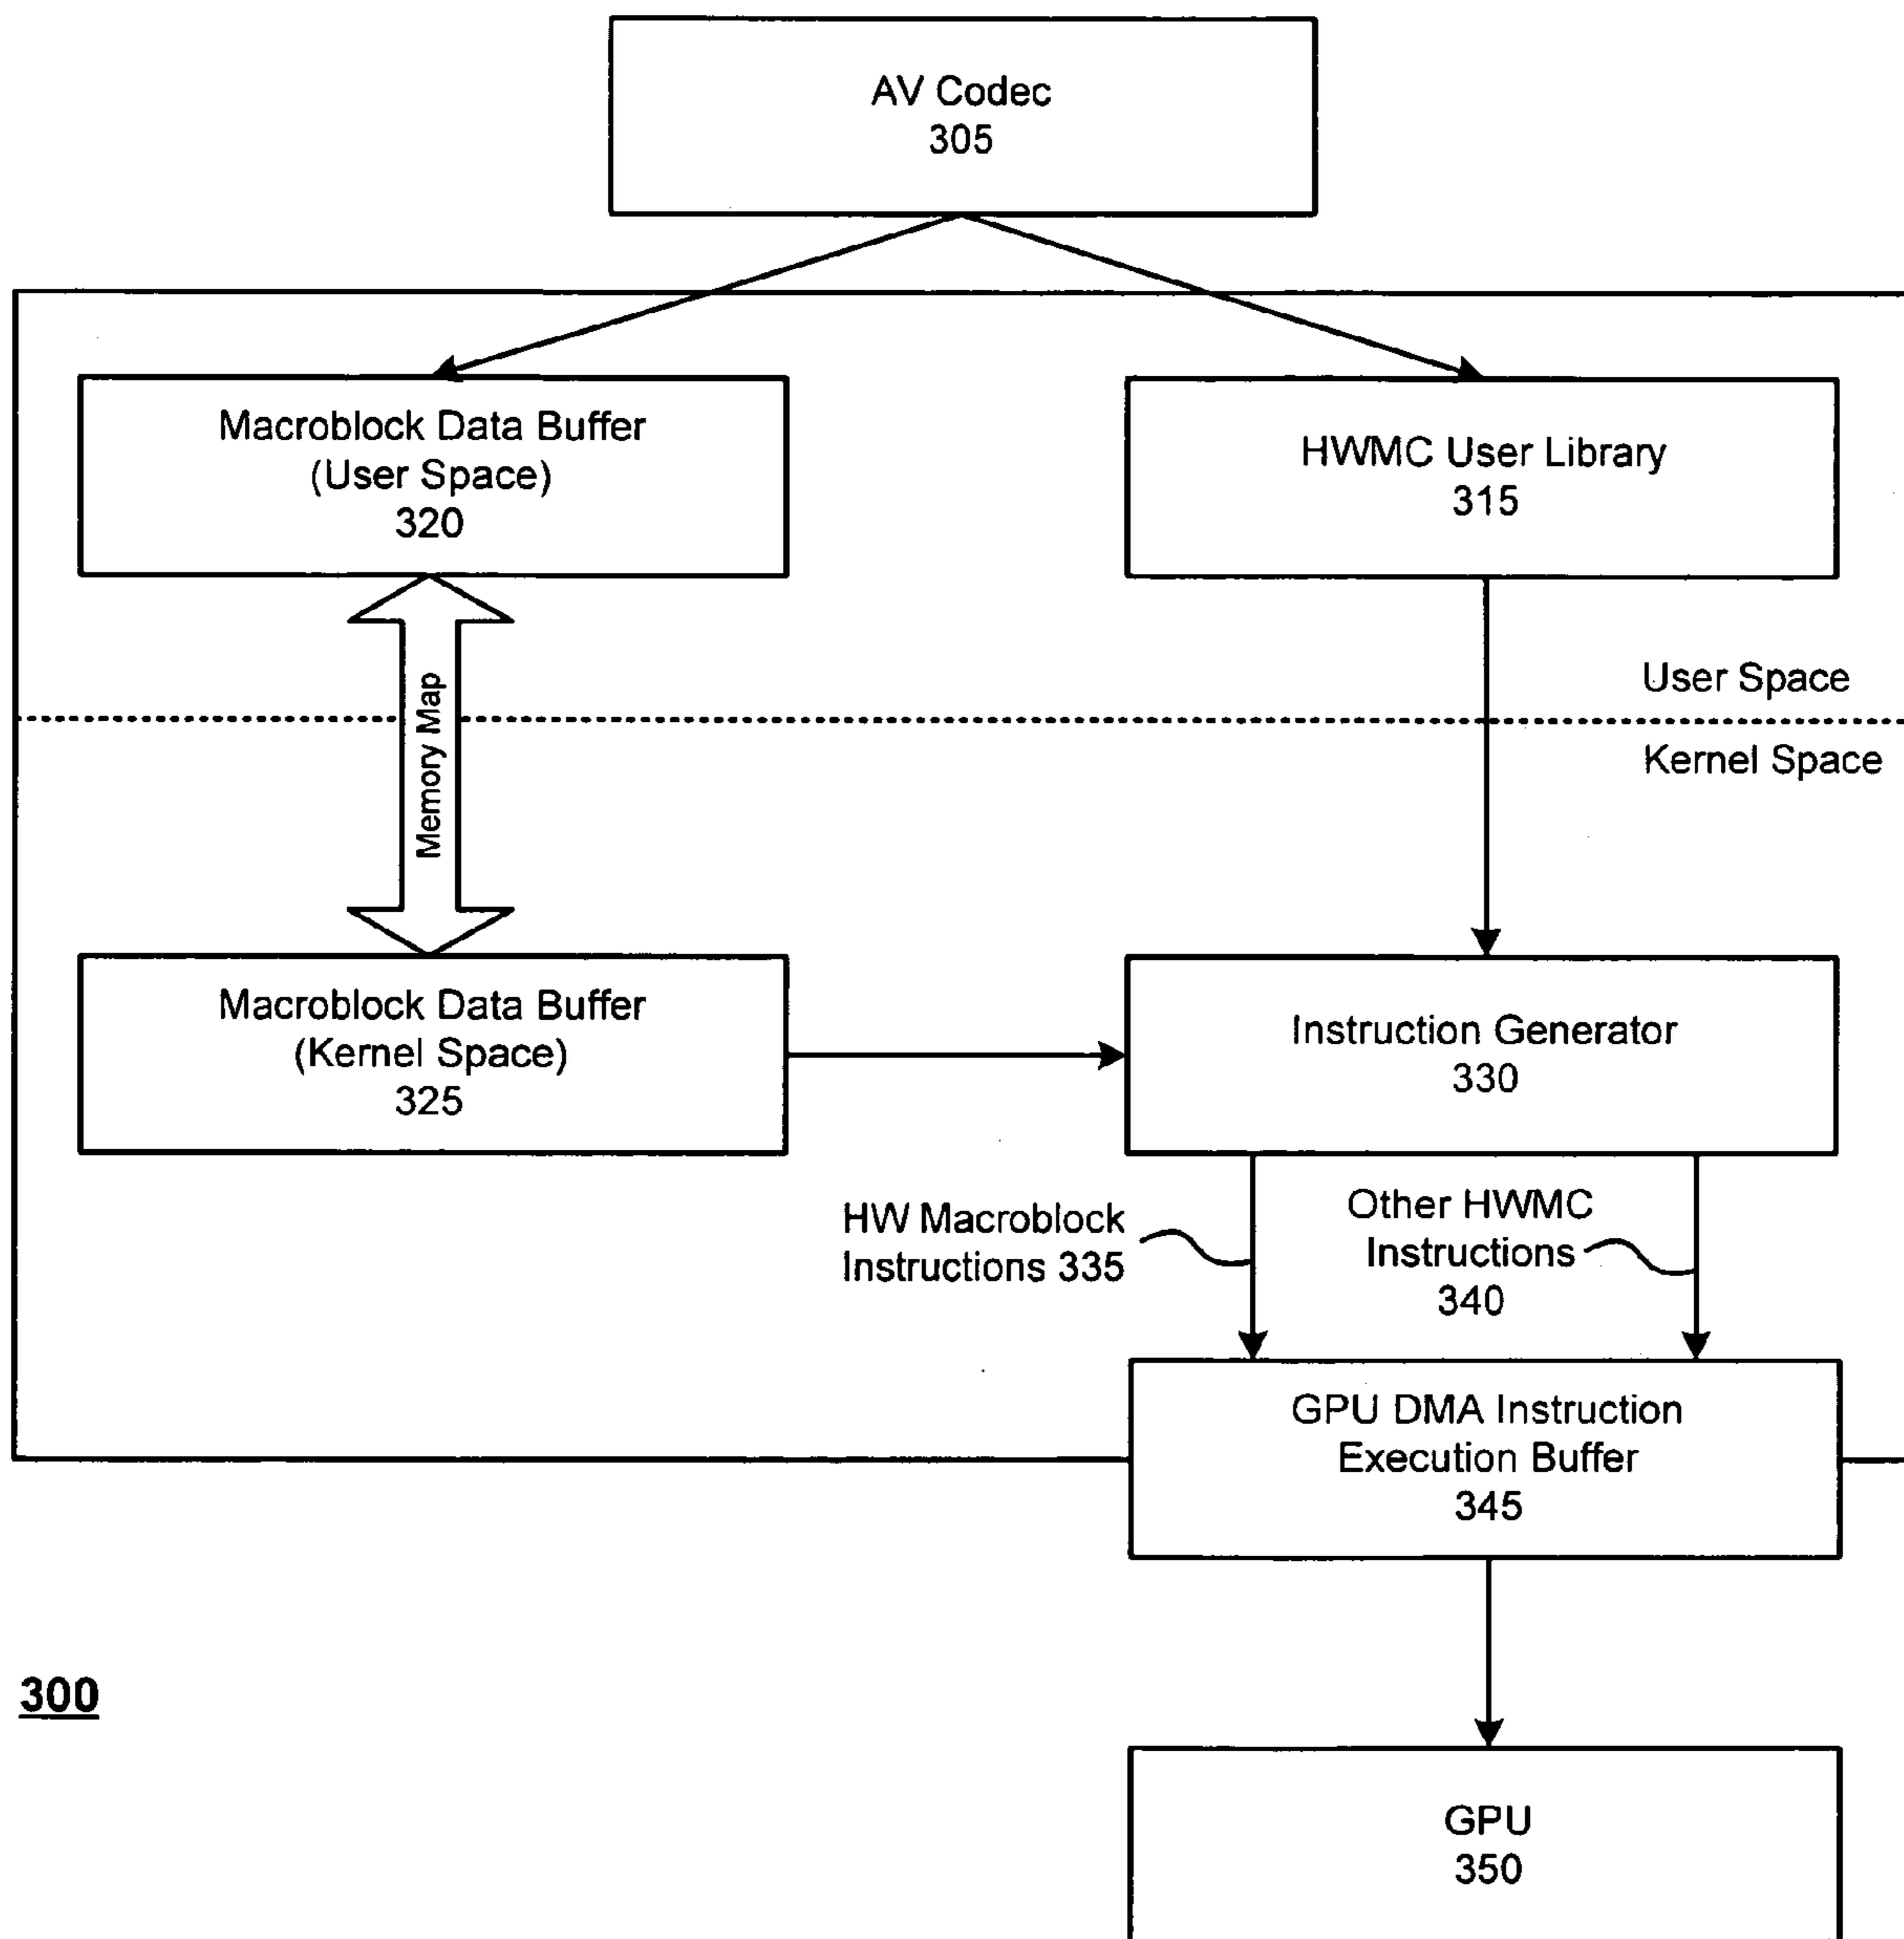 AV Codec
305
Macroblock Data Buffer
(User Space)
320
HWMC User Library
315
Memory Map
User Space
Kernel Space
Macroblock Data Buffer
(Kernel Space)
325
Instruction Generator
330
HW Macroblock
Instructions 335
Other HWMC
Instructions
340
GPU DMA Instruction
Execution Buffer
345
300
GPU
350